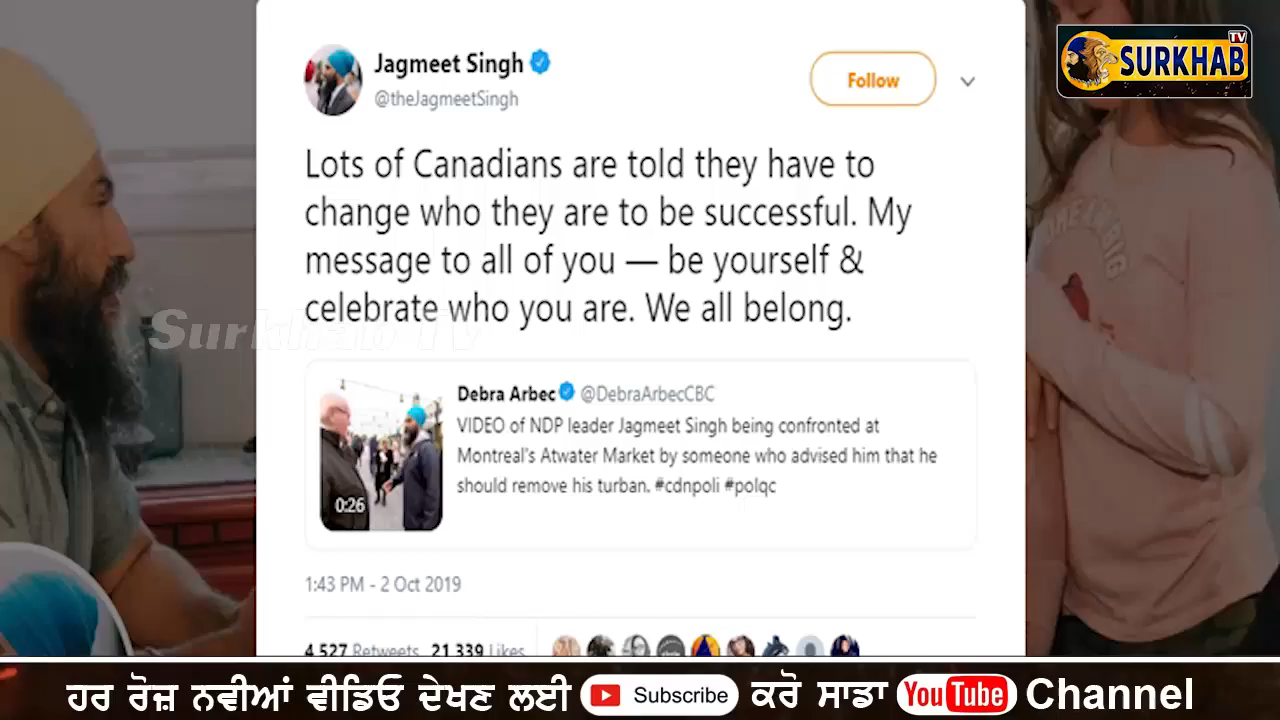 Jagmeet Singh
@theJagmeetSingh
Follow
TV
SURKHAB
Lots of Canadians are told they have to
change who they are to be successful. My
message to all of you — be yourself &
celebrate who you are. We all belong.
Surkhab Tv
Debra Arbec @DebraArbecCBC
VIDEO of NDP leader Jagmeet Singh being confronted at
Montreal's Atwater Market by someone who advised him that he
should remove his turban. #cdnpoli #polqc
0:26
1:43 PM - 2 Oct 2019
4,527 Retweets 21,339 Likes
ਹਰ ਰੋਜ਼ ਨਵੀਆਂ ਵੀਡਿਓ ਦੇਖਣ ਲਈ Subscribe ਕਰੋ ਸਾਡਾ YouTube Channel